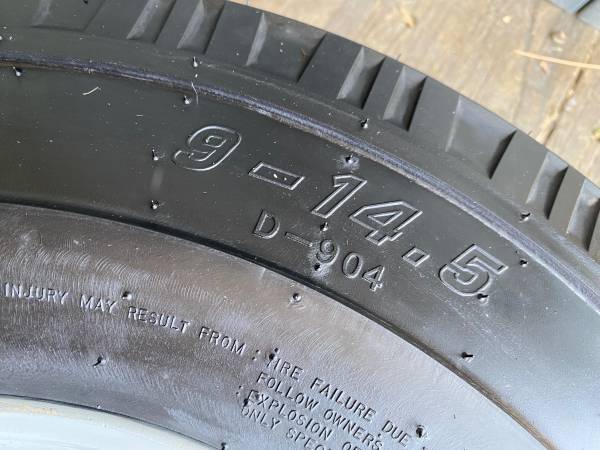 9-14.5
D-904
INJURY MAY RESULT FROM:
TIRE FAILURE DUE
FOLLOW OWNERS
EXPLOSION OF
ONLY SPEC